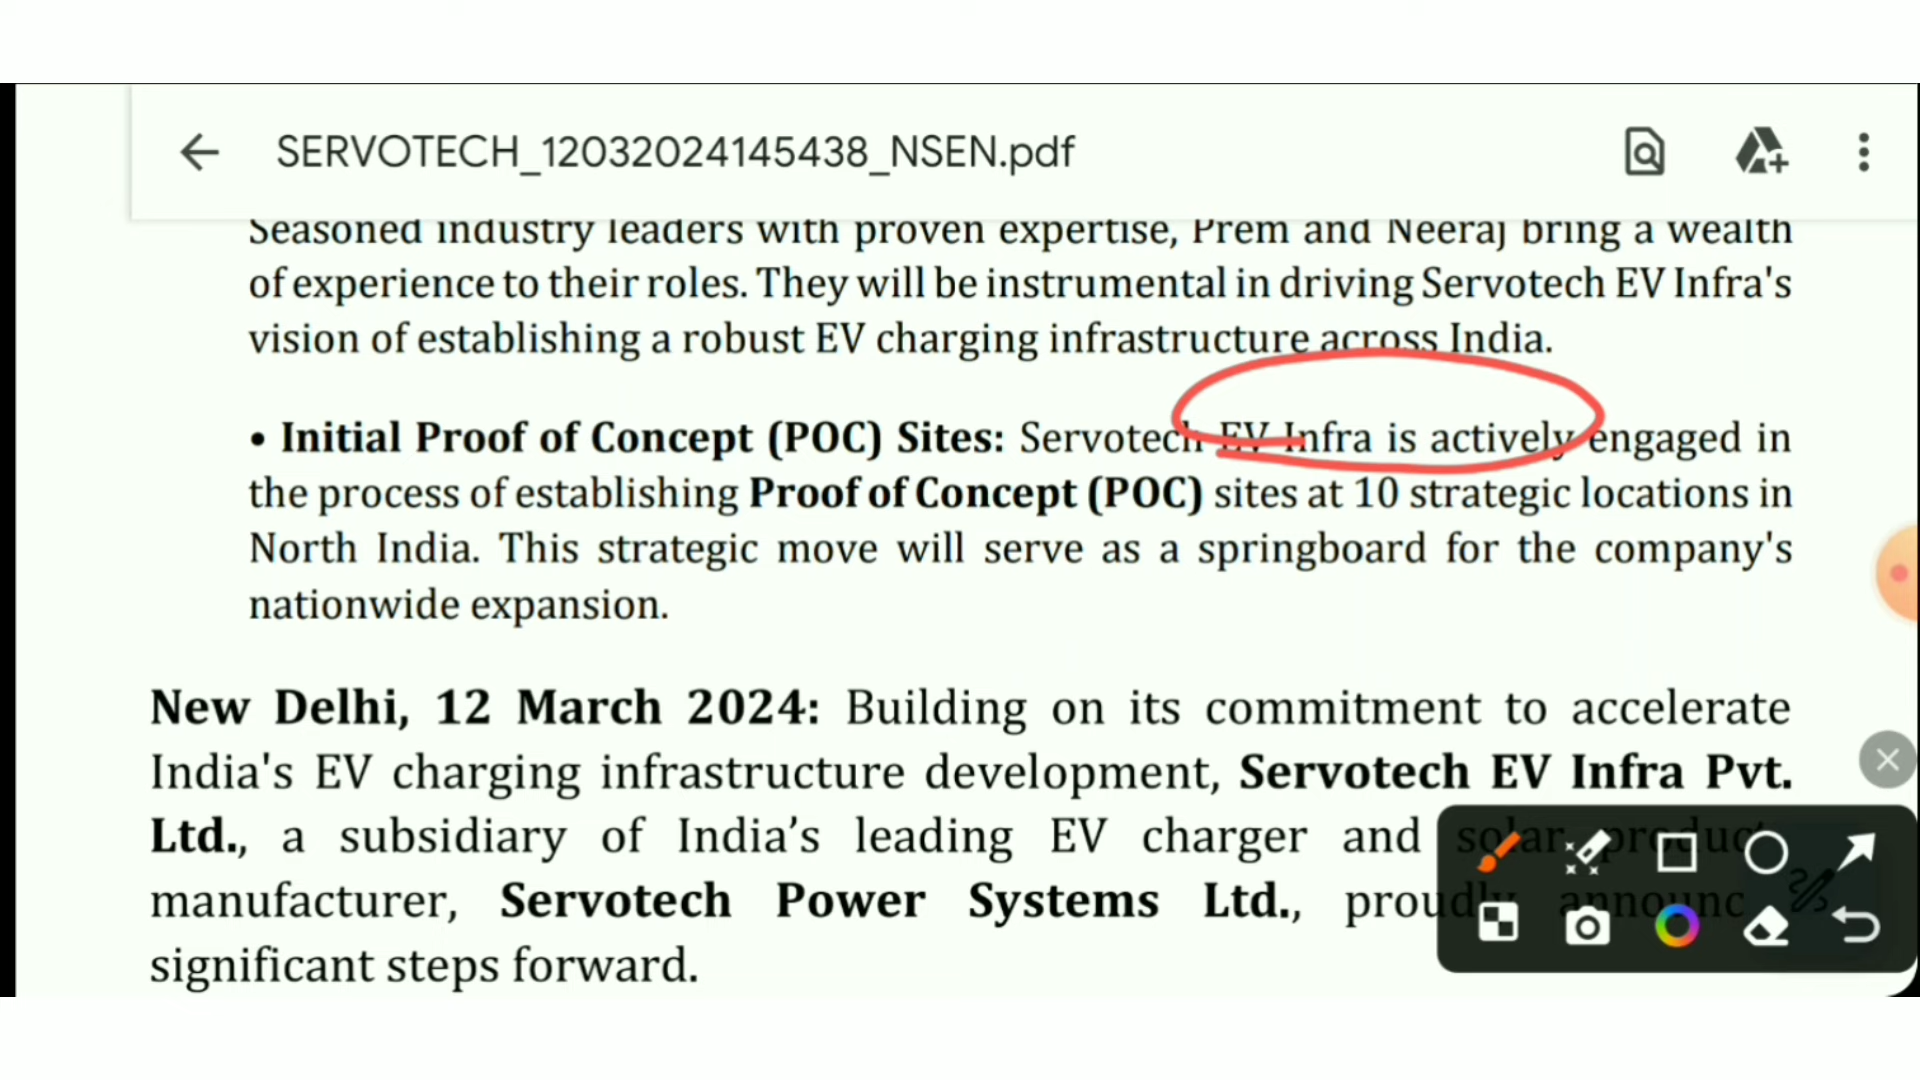 SERVOTECH_12032024145438_NSEN.pdf
Seasoned industry leaders with proven expertise, Prem and Neeraj bring a wealth
of experience to their roles. They will be instrumental in driving Servotech EV Infra's
vision of establishing a robust EV charging infrastructure across India.
• Initial Proof of Concept (POC) Sites: Servotech EV Infra is actively engaged in
the process of establishing Proof of Concept (POC) sites at 10 strategic locations in
North India. This strategic move will serve as a springboard for the company's
nationwide expansion.
New Delhi, 12 March 2024: Building on its commitment to accelerate
India's EV charging infrastructure development, Servotech EV Infra Pvt.
Ltd., a subsidiary of India’s leading EV charger and solar product
manufacturer, Servotech Power Systems Ltd., proudly announc
significant steps forward.